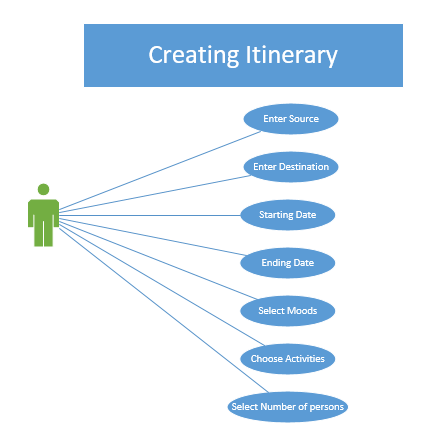 Creating Itinerary
Enter Source
Enter Destination
Starting Date
Ending Date
Select Moods
Choose Activities
Select Number of persons